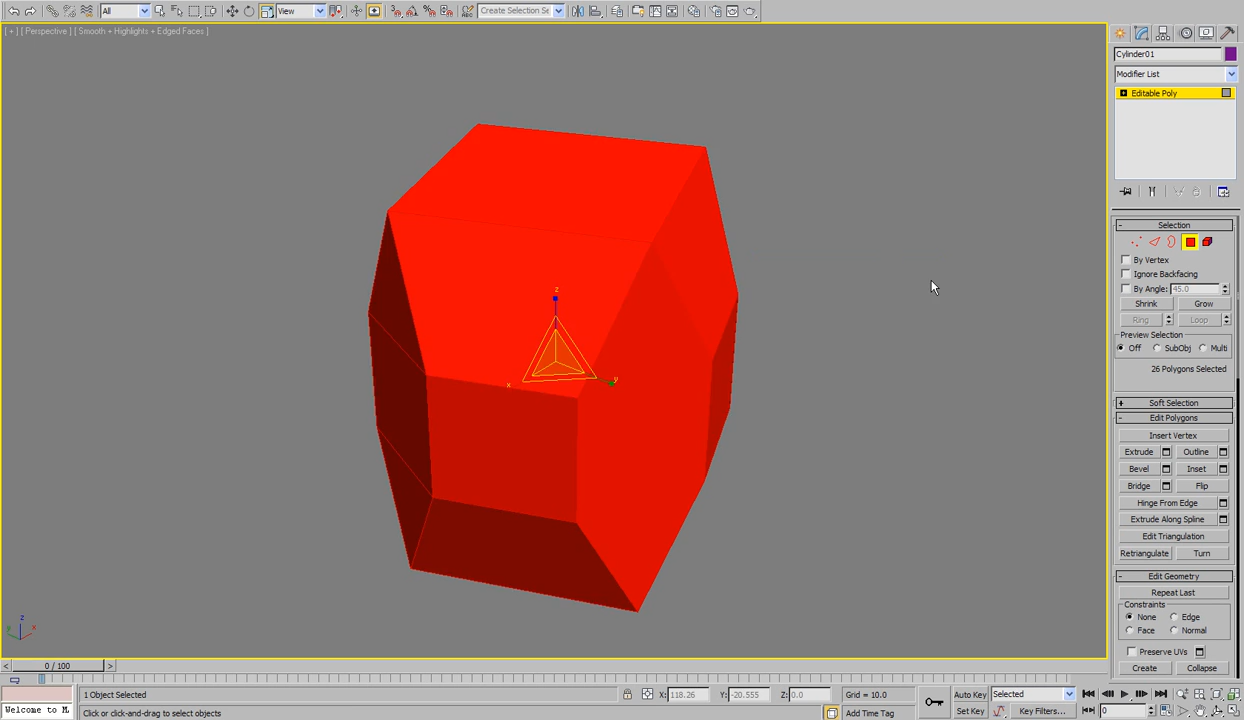 All
View
Create Selection Se
[ + ] [ Perspective ] [ Smooth + Highlights + Edged Faces ]
Cylinder01
Modifier List
Editable Poly
Selection
By Vertex
Ignore Backfacing
By Angle: 45.0
Shrink Grow
Ring Loop
Preview Selection
Off SubObj Multi
26 Polygons Selected
Soft Selection
Edit Polygons
Insert Vertex
Extrude Outline
Bevel Inset
Bridge Flip
Hinge From Edge
Extrude Along Spline
Edit Triangulation
Retriangulate Turn
Edit Geometry
Repeat Last
Constraints
None Edge
Face Normal
Preserve UVs
Create Collapse
z
x
y
z
y x
< 0 / 100 >
1 Object Selected X: 118.26 Y: -20.555 Z: 0.0 Grid = 10.0 Auto Key Selected
Welcome to M Click or click-and-drag to select objects Add Time Tag Set Key Key Filters... 0